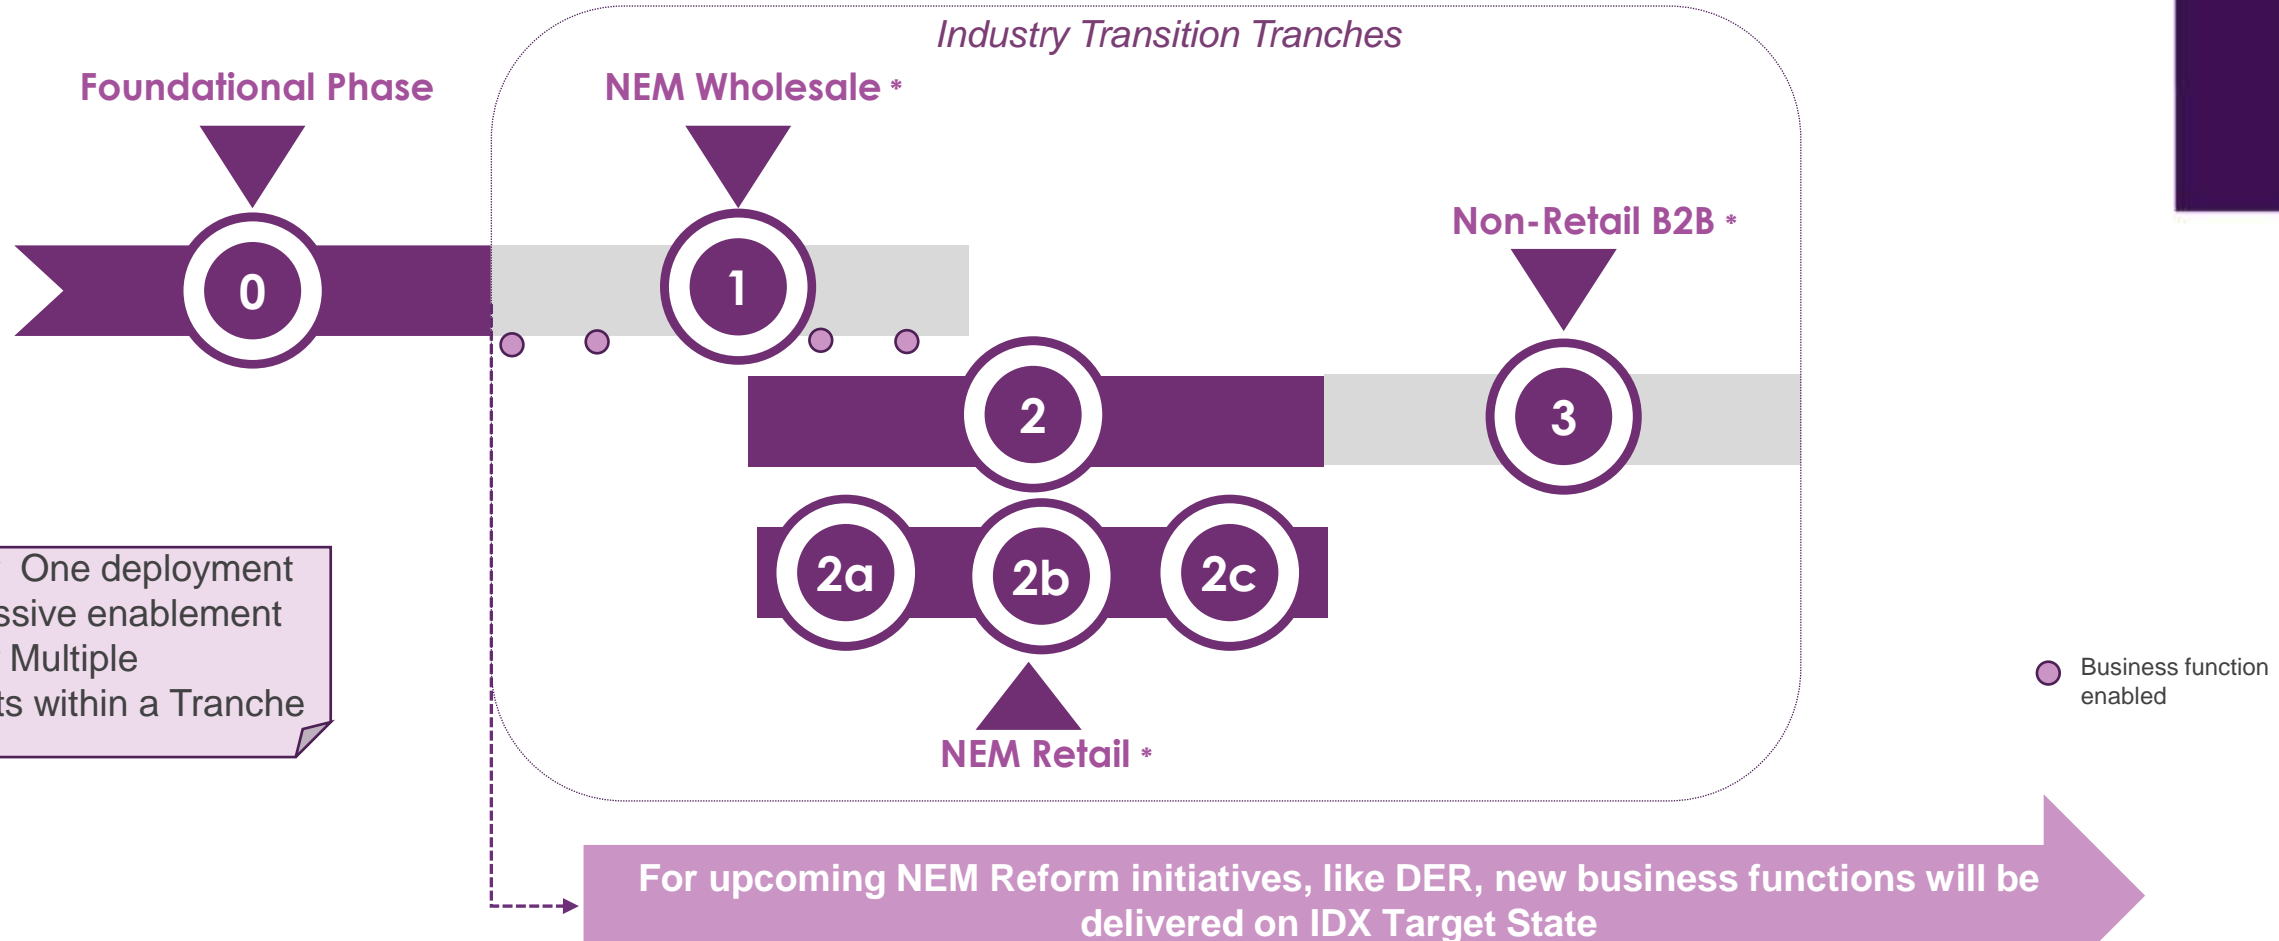 Industry Transition Tranches
Foundational Phase
NEM Wholesale *
Non-Retail B2B *
0
1
2
3
2a
2b
2c
One deployment
ssive enablement
Multiple
ts within a Tranche
NEM Retail *
Business function
enabled
For upcoming NEM Reform initiatives, like DER, new business functions will be
delivered on IDX Target State